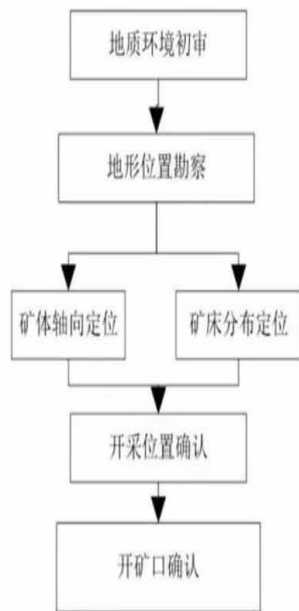 地质环境初审
地形位置勘察
矿体轴向定位
矿床分布定位
开采位置确认
开矿口确认